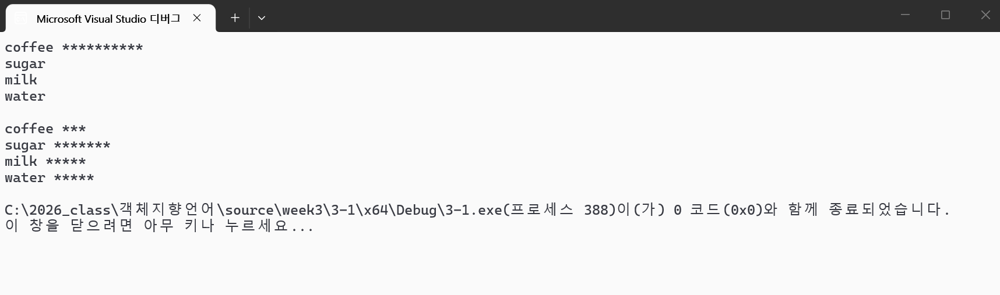 Microsoft Visual Studio 디버그
coffee **********
sugar
milk
water
coffee ***
sugar *******
milk *****
water *****
C:\2026_class\객체지향언어\source\week3\3-1\x64\Debug\3-1.exe(프로세스 388)이(가) 0 코드(0x0)와 함께 종료되었습니다.
이 창을 닫으려면 아무 키나 누르세요...